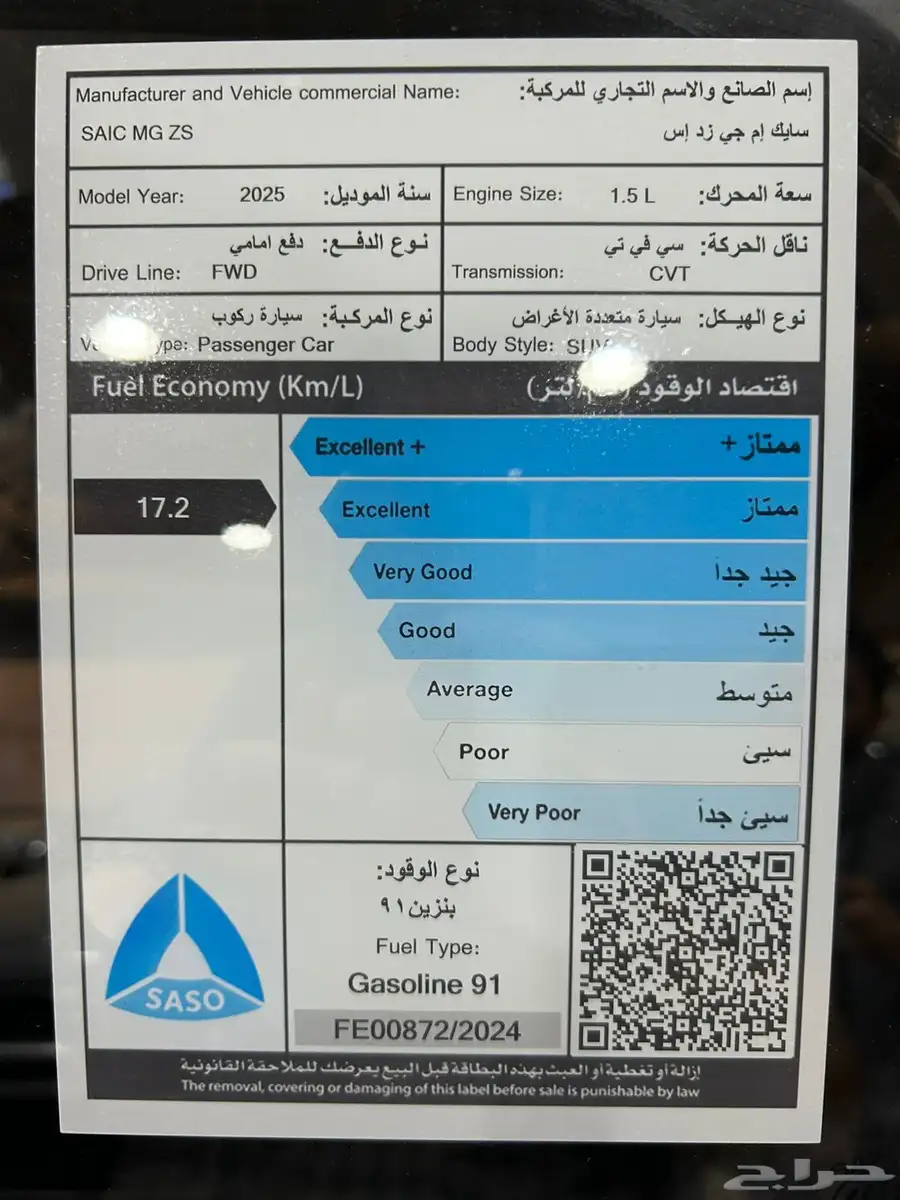 Manufacturer and Vehicle commercial Name: إسم الصانع والاسم التجاري للمركبة:
SAIC MG ZS سايك إم جي زد إس
Model Year: 2025 سنة الموديل: Engine Size: 1.5 L سعة المحرك:
نوع الدفع: دفع امامي ناقل الحركة: سي في تي
Drive Line: FWD Transmission: CVT
نوع المركبة: سيارة ركوب نوع الهيكل: سيارة متعددة الأغراض
Passenger Car Body Style: SUV
Fuel Economy (Km/L) اقتصاد الوقود
Excellent + ممتاز+
17.2
Excellent ممتاز
Very Good جيد جداً
Good جيد
Average متوسط
Poor سيئ
Very Poor سيئ جداً
نوع الوقود:
بنزين ٩١
Fuel Type:
Gasoline 91
SASO
FE00872/2024
إزالة أو تغطية أو العبث بهذه البطاقة قبل البيع يعرضك للملاحقة القانونية
The removal, covering or damaging of this label before sale is punishable by law
حراج